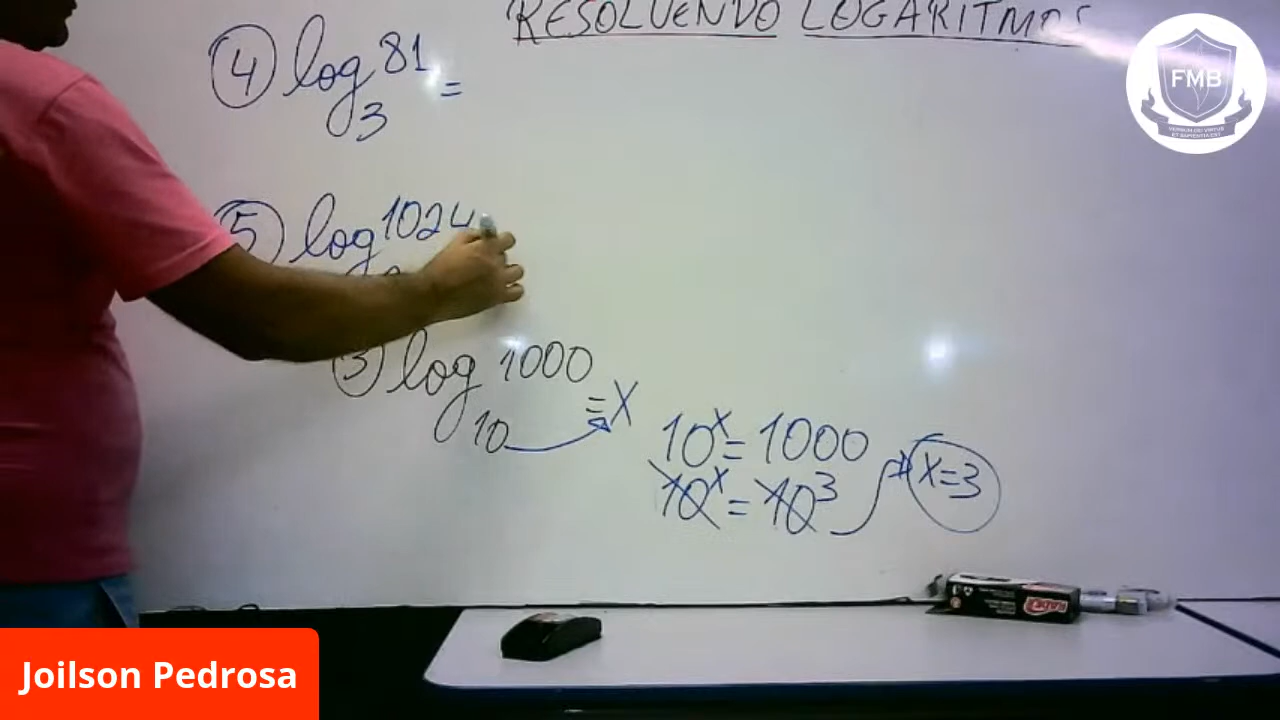 RESOLVENDO LOGARITMOS
④ log₃ 81 =
FMB
⑤ log 1024
③ log₁₀ 1000 = X
10ˣ = 1000
10ˣ = 10³ → X=3
RADEX
Joilson Pedrosa